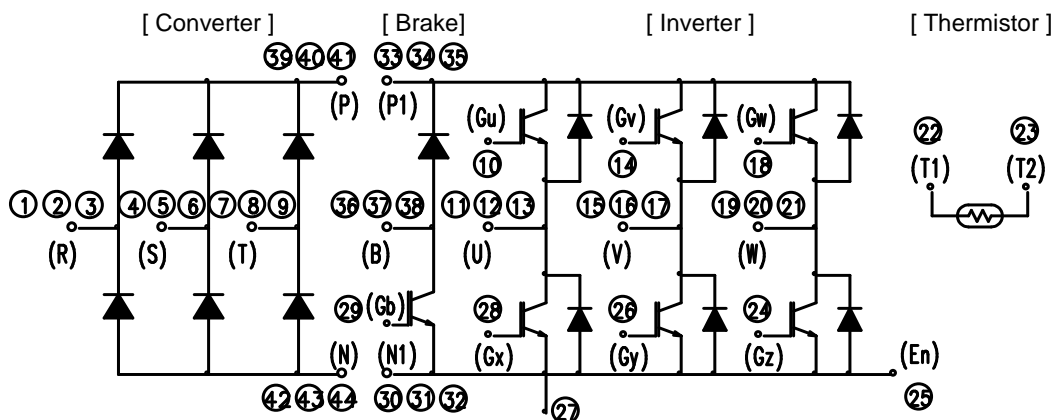 [ Converter ] [ Brake] [ Inverter ] [ Thermistor ]
39 40 41 33 34 35
(P) (P1) (Gu) (Gv) (Gw)
10 14 18 22 23
(T1) (T2)
1 2 3 4 5 6 7 8 9 36 37 38 11 12 13 15 16 17 19 20 21
(R) (S) (T) (B) (U) (V) (W)
29 (Gb) 28 26 24
(N) (N1) (Gx) (Gy) (Gz) (En)
42 43 44 30 31 32 27 25